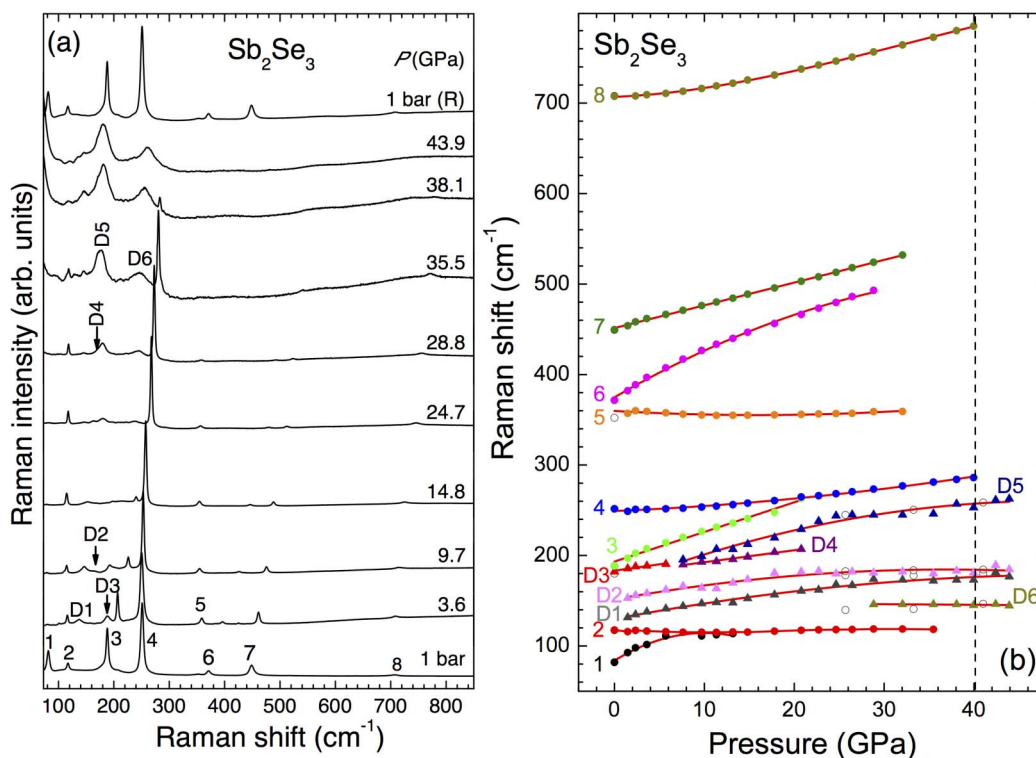 (a)
Sb2Se3
P(GPa)
1 bar (R)
43.9
38.1
D5
D6
35.5
D4
28.8
24.7
14.8
D2
9.7
D3
D1
5
3.6
1
2
3
4
6
7
8
1 bar
100 200 300 400 500 600 700 800
Raman shift (cm-1)
Raman intensity (arb. units)
Sb2Se3
8
7
6
5
4
D5
3
D4
D3
D2
D1
D6
2
1
(b)
700
600
500
400
300
200
100
0 10 20 30 40
Pressure (GPa)
Raman shift (cm-1)